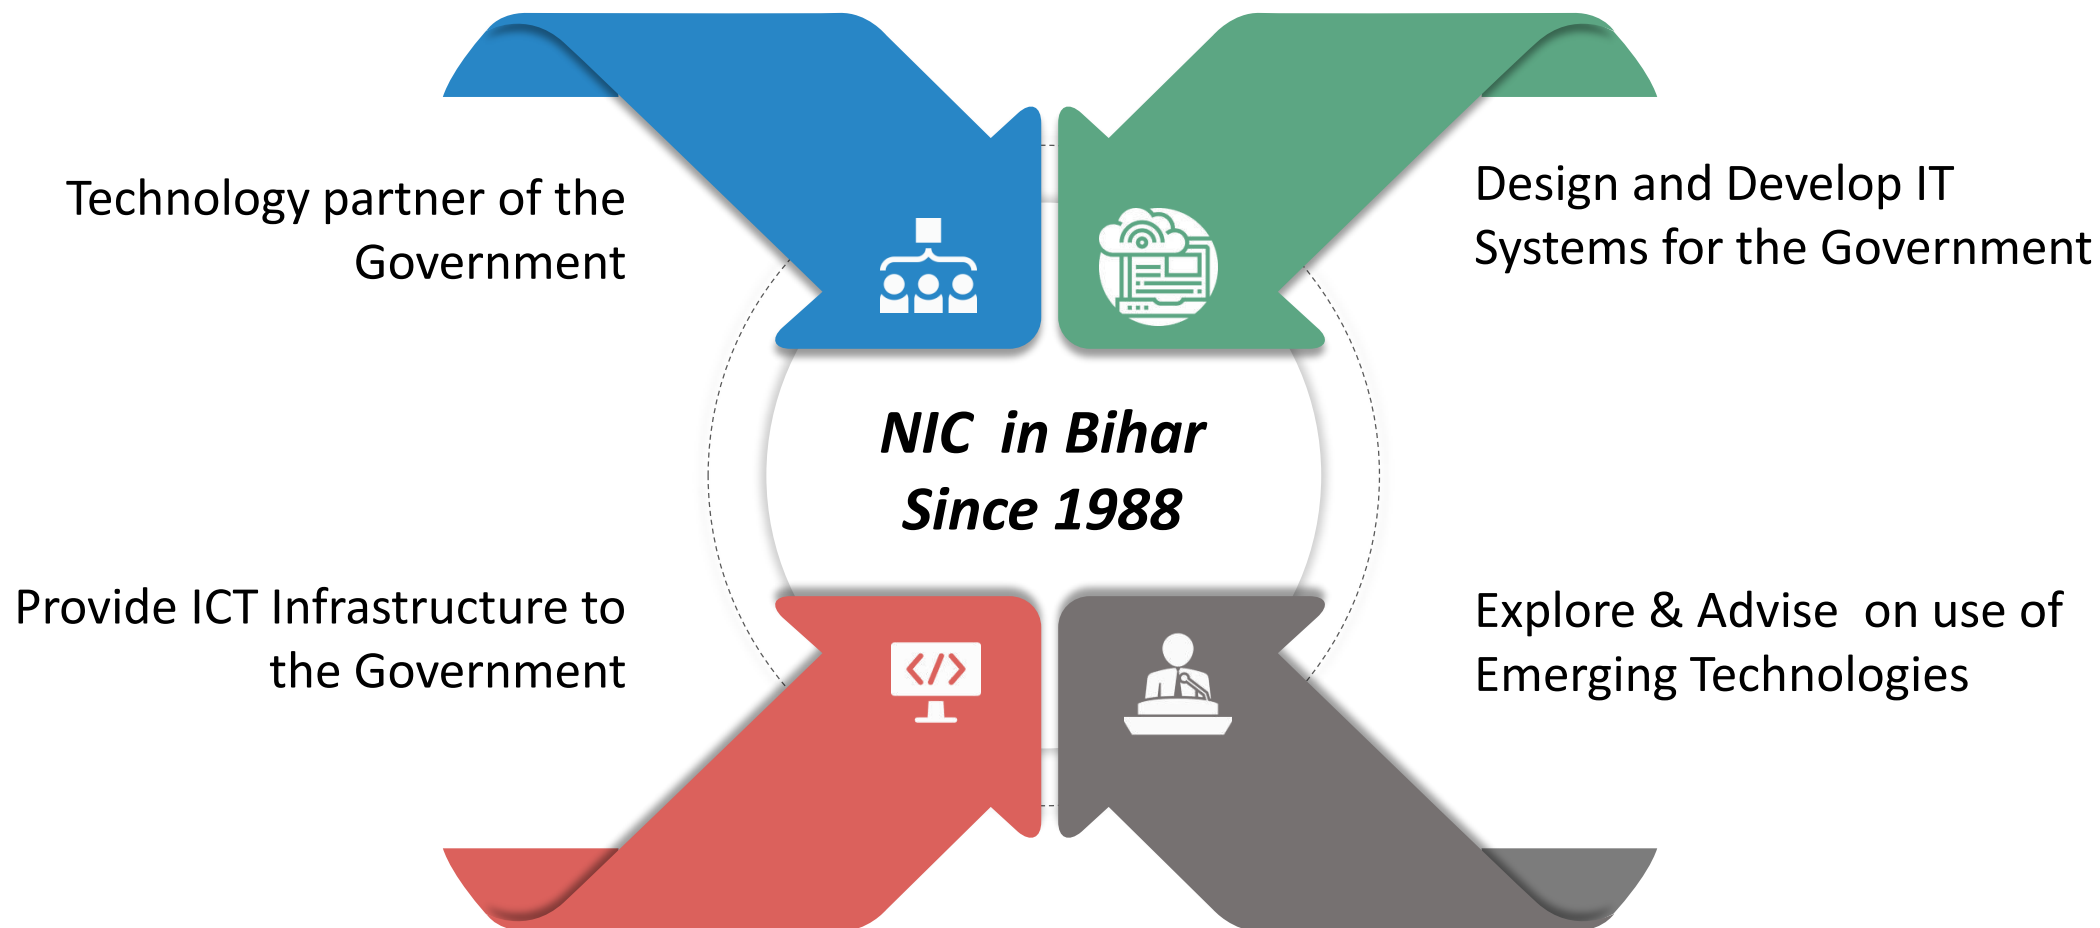 Technology partner of the
Government
Design and Develop IT
Systems for the Government
NIC  in Bihar
Since 1988
Provide ICT Infrastructure to
the Government
Explore & Advise  on use of
Emerging Technologies